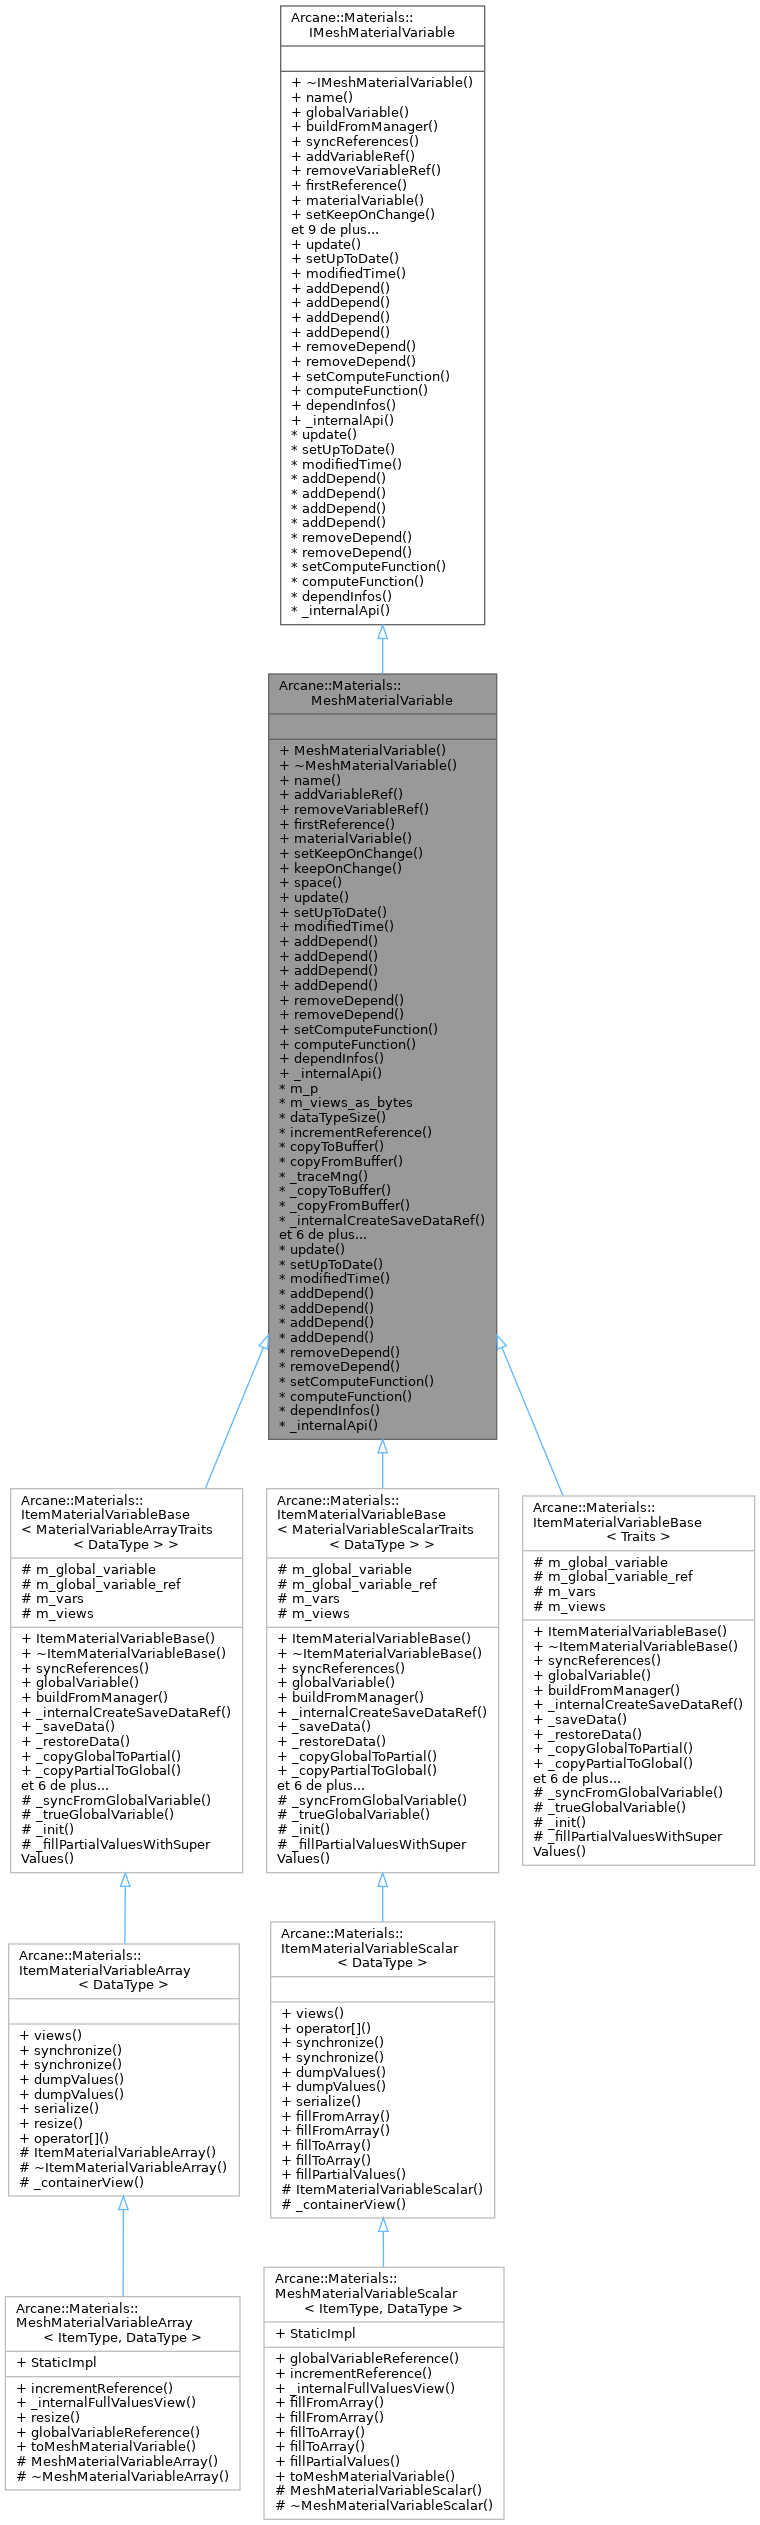 Arcane::Materials::
IMeshMaterialVariable
+ ~IMeshMaterialVariable()
+ name()
+ globalVariable()
+ buildFromManager()
+ syncReferences()
+ addVariableRef()
+ removeVariableRef()
+ firstReference()
+ materialVariable()
+ setKeepOnChange()
et 9 de plus...
+ update()
+ setUpToDate()
+ modifiedTime()
+ addDepend()
+ addDepend()
+ addDepend()
+ addDepend()
+ removeDepend()
+ removeDepend()
+ setComputeFunction()
+ computeFunction()
+ dependInfos()
+ _internalApi()
* update()
* setUpToDate()
* modifiedTime()
* addDepend()
* addDepend()
* addDepend()
* addDepend()
* removeDepend()
* removeDepend()
* setComputeFunction()
* computeFunction()
* dependInfos()
* _internalApi()
Arcane::Materials::
MeshMaterialVariable
+ MeshMaterialVariable()
+ ~MeshMaterialVariable()
+ name()
+ addVariableRef()
+ removeVariableRef()
+ firstReference()
+ materialVariable()
+ setKeepOnChange()
+ keepOnChange()
+ space()
+ update()
+ setUpToDate()
+ modifiedTime()
+ addDepend()
+ addDepend()
+ addDepend()
+ addDepend()
+ removeDepend()
+ removeDepend()
+ setComputeFunction()
+ computeFunction()
+ dependInfos()
+ _internalApi()
* m_p
* m_views_as_bytes
* dataTypeSize()
* incrementReference()
* copyToBuffer()
* copyFromBuffer()
* _traceMng()
* _copyToBuffer()
* _copyFromBuffer()
* _internalCreateSaveDataRef()
et 6 de plus...
* update()
* setUpToDate()
* modifiedTime()
* addDepend()
* addDepend()
* addDepend()
* addDepend()
* removeDepend()
* removeDepend()
* setComputeFunction()
* computeFunction()
* dependInfos()
* _internalApi()
Arcane::Materials::
ItemMaterialVariableBase
< MaterialVariableArrayTraits
< DataType > >
# m_global_variable
# m_global_variable_ref
# m_vars
# m_views
+ ItemMaterialVariableBase()
+ ~ItemMaterialVariableBase()
+ syncReferences()
+ globalVariable()
+ buildFromManager()
+ _internalCreateSaveDataRef()
+ _saveData()
+ _restoreData()
+ _copyGlobalToPartial()
+ _copyPartialToGlobal()
et 6 de plus...
# _syncFromGlobalVariable()
# _trueGlobalVariable()
# _init()
# _fillPartialValuesWithSuper
Values()
Arcane::Materials::
ItemMaterialVariableBase
< MaterialVariableScalarTraits
< DataType > >
# m_global_variable
# m_global_variable_ref
# m_vars
# m_views
+ ItemMaterialVariableBase()
+ ~ItemMaterialVariableBase()
+ syncReferences()
+ globalVariable()
+ buildFromManager()
+ _internalCreateSaveDataRef()
+ _saveData()
+ _restoreData()
+ _copyGlobalToPartial()
+ _copyPartialToGlobal()
et 6 de plus...
# _syncFromGlobalVariable()
# _trueGlobalVariable()
# _init()
# _fillPartialValuesWithSuper
Values()
Arcane::Materials::
ItemMaterialVariableBase
< Traits >
# m_global_variable
# m_global_variable_ref
# m_vars
# m_views
+ ItemMaterialVariableBase()
+ ~ItemMaterialVariableBase()
+ syncReferences()
+ globalVariable()
+ buildFromManager()
+ _internalCreateSaveDataRef()
+ _saveData()
+ _restoreData()
+ _copyGlobalToPartial()
+ _copyPartialToGlobal()
et 6 de plus...
# _syncFromGlobalVariable()
# _trueGlobalVariable()
# _init()
# _fillPartialValuesWithSuper
Values()
Arcane::Materials::
ItemMaterialVariableArray
< DataType >
+ views()
+ synchronize()
+ synchronize()
+ dumpValues()
+ dumpValues()
+ serialize()
+ resize()
+ operator[]()
# ItemMaterialVariableArray()
# ~ItemMaterialVariableArray()
# _containerView()
Arcane::Materials::
ItemMaterialVariableScalar
< DataType >
+ views()
+ operator[]()
+ synchronize()
+ synchronize()
+ dumpValues()
+ dumpValues()
+ serialize()
+ fillFromArray()
+ fillFromArray()
+ fillToArray()
+ fillToArray()
+ fillPartialValues()
# ItemMaterialVariableScalar()
# _containerView()
Arcane::Materials::
MeshMaterialVariableArray
< ItemType, DataType >
+ StaticImpl
+ incrementReference()
+ _internalFullValuesView()
+ resize()
+ globalVariableReference()
+ toMeshMaterialVariable()
# MeshMaterialVariableArray()
# ~MeshMaterialVariableArray()
Arcane::Materials::
MeshMaterialVariableScalar
< ItemType, DataType >
+ StaticImpl
+ globalVariableReference()
+ incrementReference()
+ _internalFullValuesView()
+ fillFromArray()
+ fillFromArray()
+ fillToArray()
+ fillToArray()
+ fillPartialValues()
+ toMeshMaterialVariable()
# MeshMaterialVariableScalar()
# ~MeshMaterialVariableScalar()